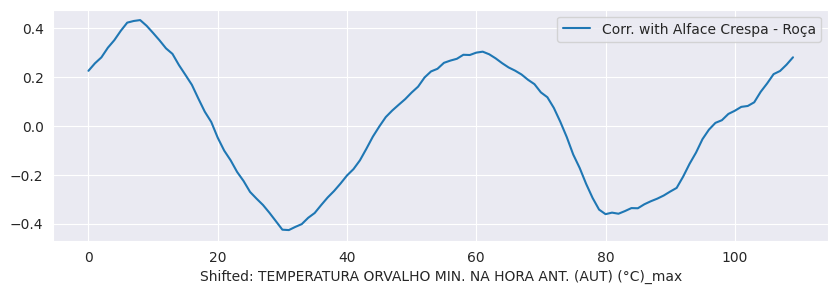 Corr. with Alface Crespa - Roça
0.4
0.2
0.0
−0.2
−0.4
0 20 40 60 80 100
Shifted: TEMPERATURA ORVALHO MIN. NA HORA ANT. (AUT) (°C)_max